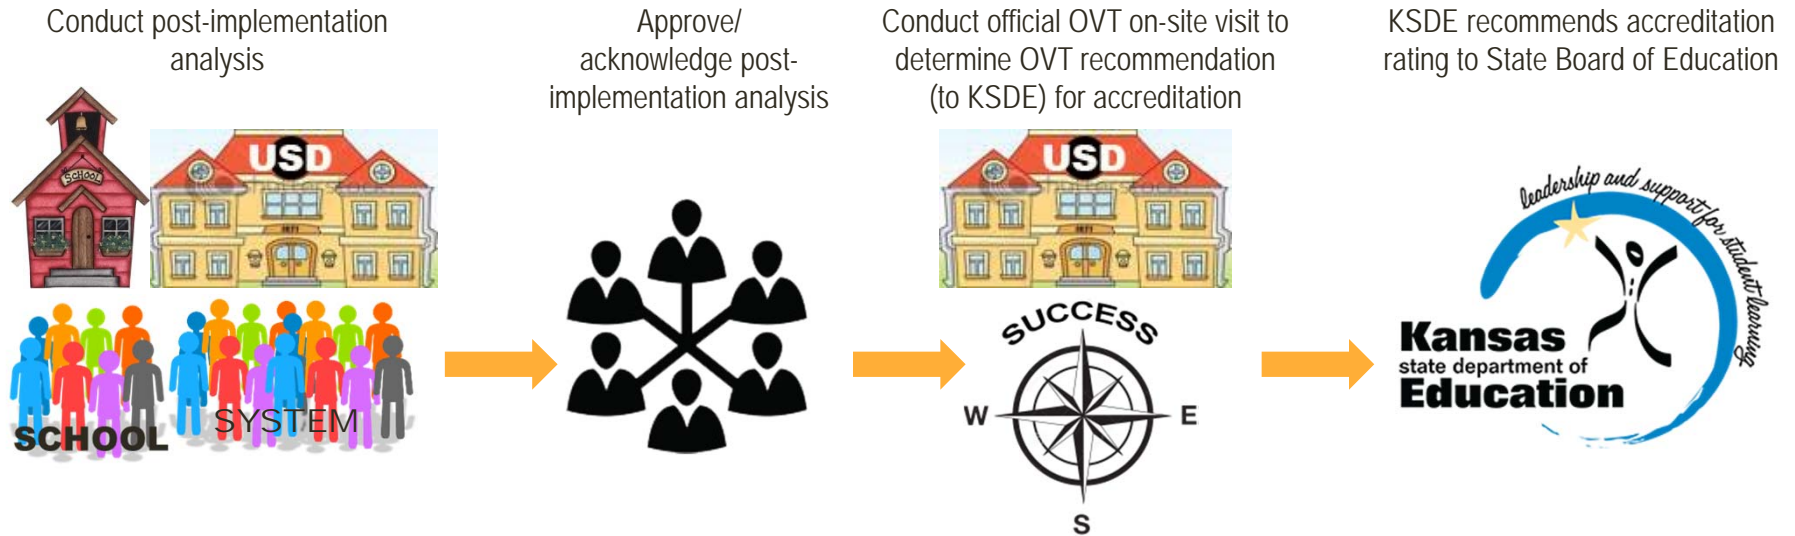 Conduct post-implementation
analysis
Approve/
acknowledge post-
implementation analysis
Conduct official OVT on-site visit to
determine OVT recommendation
(to KSDE) for accreditation
KSDE recommends accreditation
rating to State Board of Education
SCHOOL
USD
1871
SCHOOL
SYSTEM
USD
1871
SUCCESS
W
E
S
leadership and support for student learning
Kansas
state department of
Education